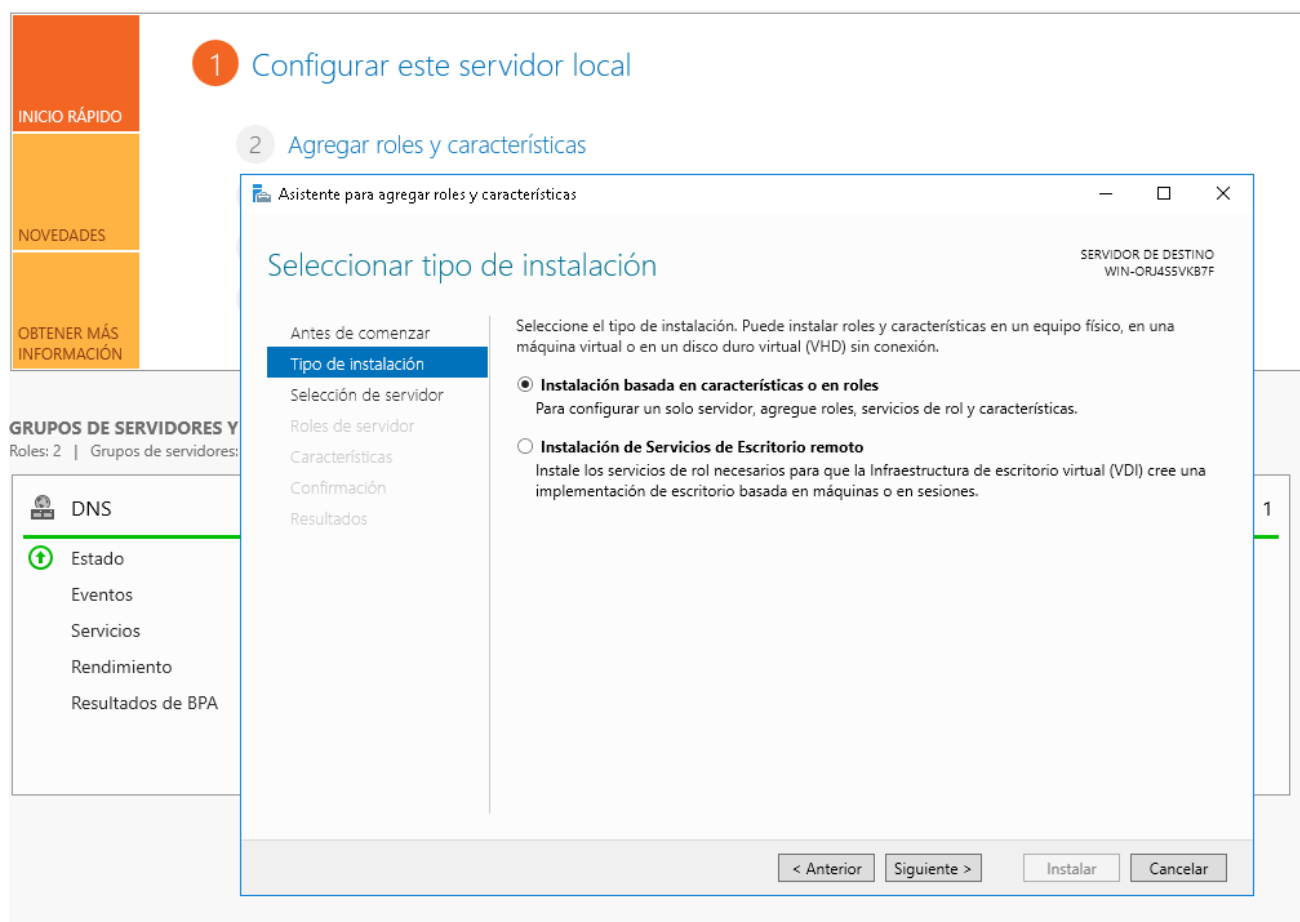 INICIO RÁPIDO
NOVEDADES
OBTENER MÁS
INFORMACIÓN
1 Configurar este servidor local
2 Agregar roles y características
Asistente para agregar roles y características
Seleccionar tipo de instalación
SERVIDOR DE DESTINO
WIN-ORJ4S5VKB7F
Antes de comenzar
Tipo de instalación
Selección de servidor
Roles de servidor
Características
Confirmación
Resultados
Seleccione el tipo de instalación. Puede instalar roles y características en un equipo físico, en una
máquina virtual o en un disco duro virtual (VHD) sin conexión.
Instalación basada en características o en roles
Para configurar un solo servidor, agregue roles, servicios de rol y características.
Instalación de Servicios de Escritorio remoto
Instale los servicios de rol necesarios para que la Infraestructura de escritorio virtual (VDI) cree una
implementación de escritorio basada en máquinas o en sesiones.
< Anterior
Siguiente >
Instalar
Cancelar
GRUPOS DE SERVIDORES Y
Roles: 2 | Grupos de servidores:
DNS
1
Estado
Eventos
Servicios
Rendimiento
Resultados de BPA